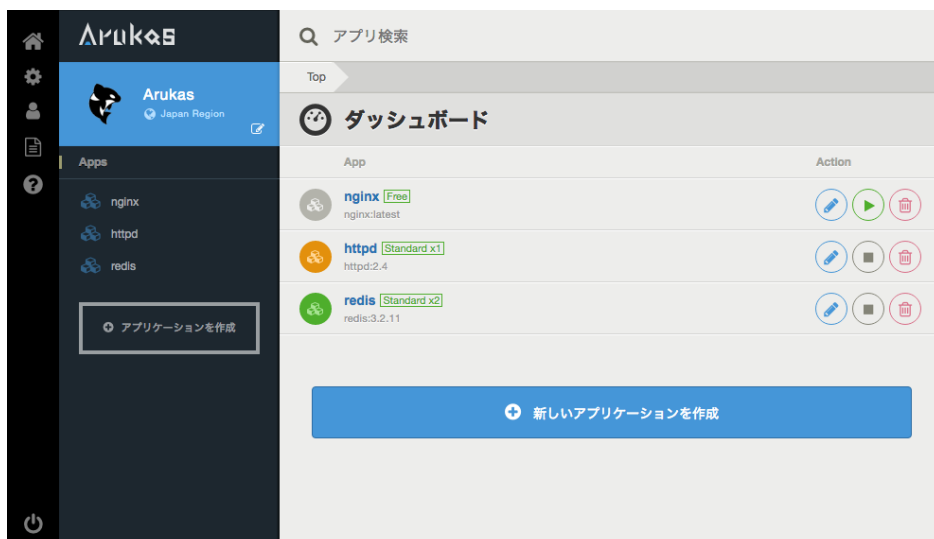 Arukas
アプリ検索
Top
Arukas
Japan Region
ダッシュボード
Apps
App
Action
nginx
httpd
redis
アプリケーションを作成
nginx Free
nginx:latest
httpd Standard x1
httpd:2.4
redis Standard x2
redis:3.2.11
新しいアプリケーションを作成